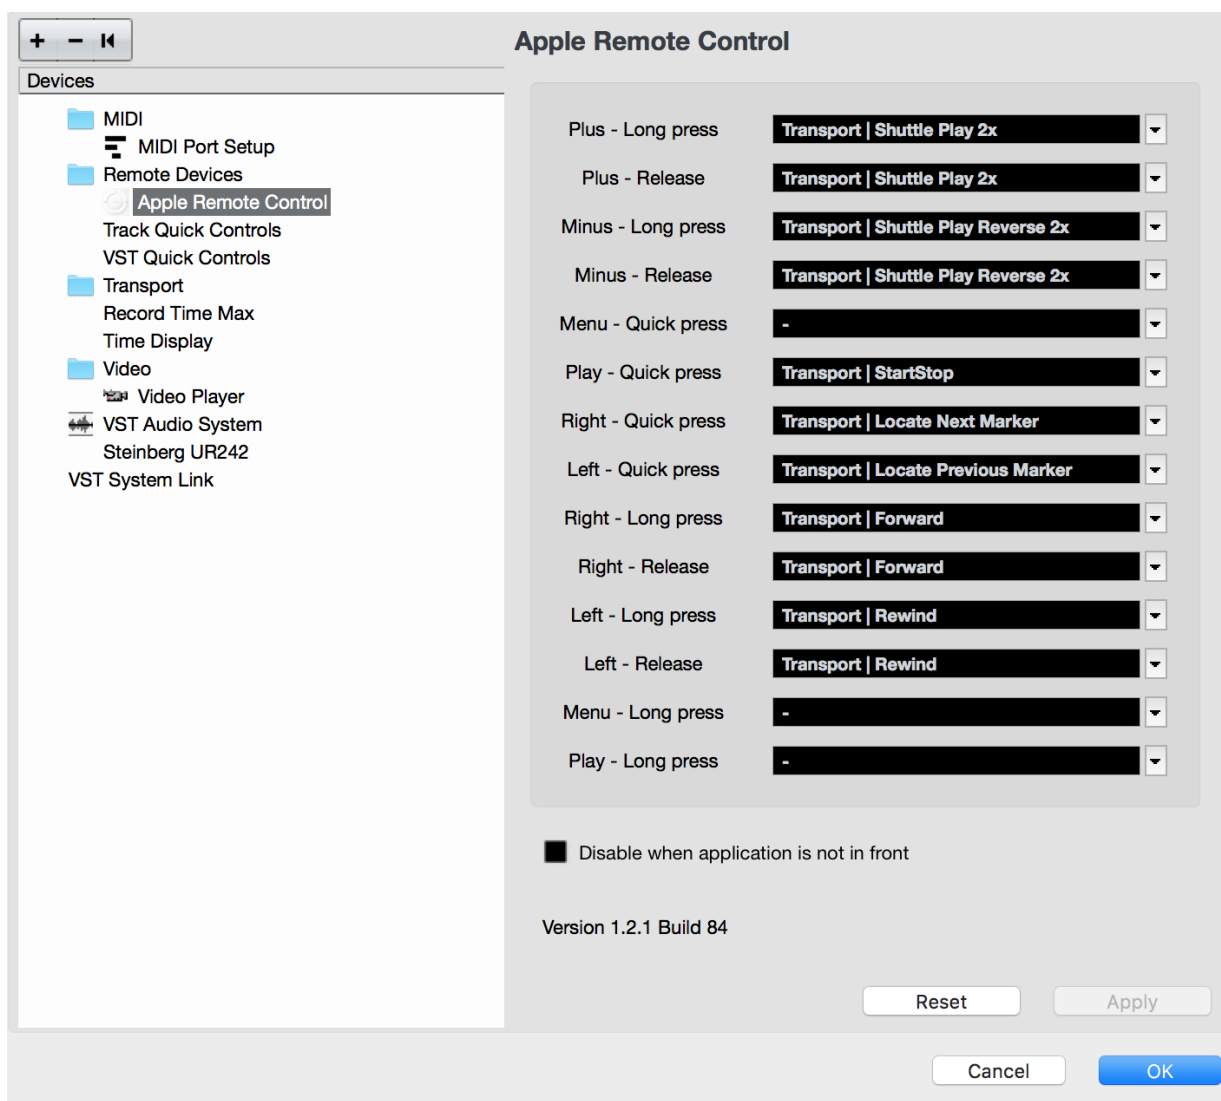 Apple Remote Control
Devices
MIDI
MIDI Port Setup
Remote Devices
Apple Remote Control
Track Quick Controls
VST Quick Controls
Transport
Record Time Max
Time Display
Video
Video Player
VST Audio System
Steinberg UR242
VST System Link
Plus - Long press Transport | Shuttle Play 2x
Plus - Release Transport | Shuttle Play 2x
Minus - Long press Transport | Shuttle Play Reverse 2x
Minus - Release Transport | Shuttle Play Reverse 2x
Menu - Quick press -
Play - Quick press Transport | StartStop
Right - Quick press Transport | Locate Next Marker
Left - Quick press Transport | Locate Previous Marker
Right - Long press Transport | Forward
Right - Release Transport | Forward
Left - Long press Transport | Rewind
Left - Release Transport | Rewind
Menu - Long press -
Play - Long press -
Disable when application is not in front
Version 1.2.1 Build 84
Reset Apply
Cancel OK